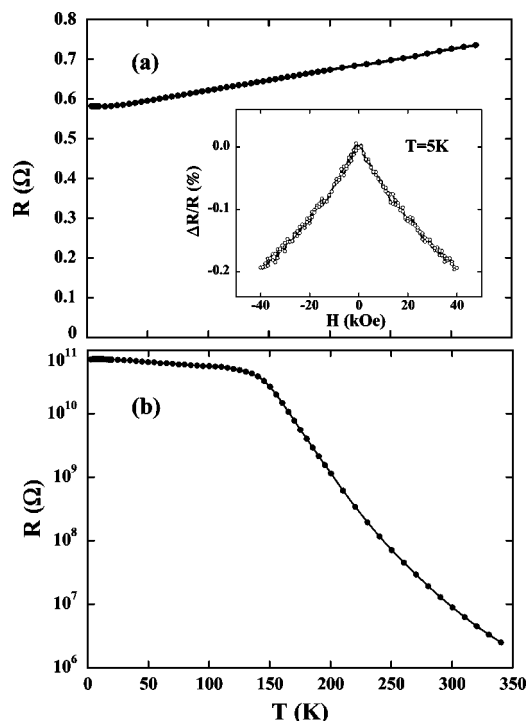 0.8
(a)
0.7
0.6
0.5
0.4
0.3
0.2
0.1
0
R (Ω)
T=5K
0.0
-0.1
-0.2
ΔR/R (%)
-40 -20 0 20 40
H (kOe)
10¹¹
(b)
10¹⁰
10⁹
10⁸
10⁷
10⁶
R (Ω)
0 50 100 150 200 250 300 350
T (K)